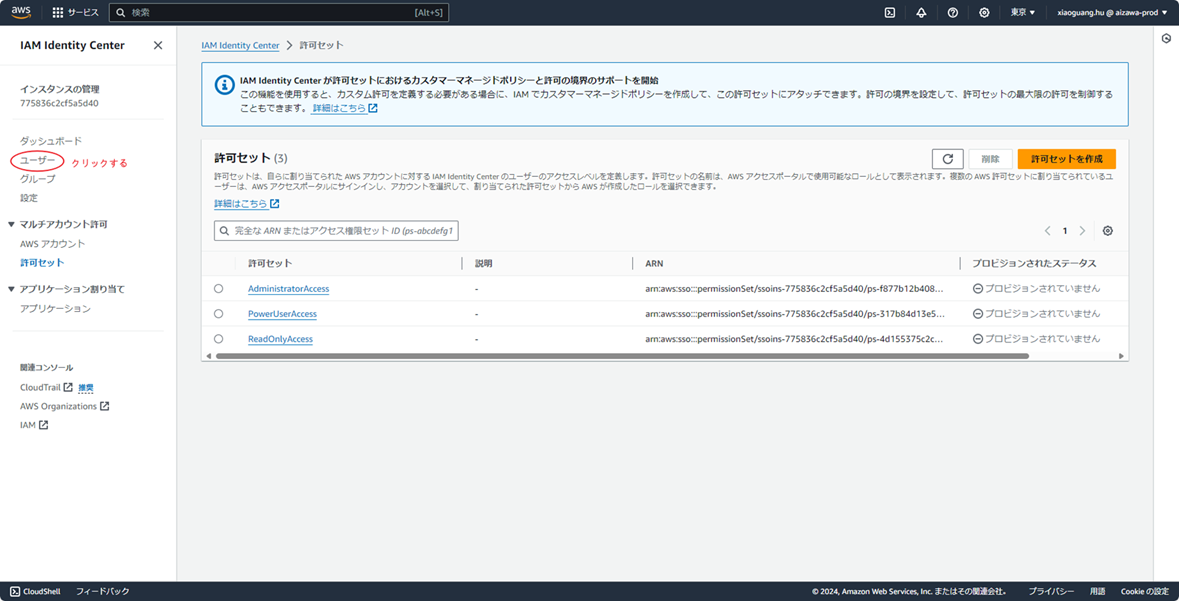 aws
サービス
検索
[Alt+S]
東京 ▼
xiaoguang.hu @ aizawa-prod ▼
IAM Identity Center
インスタンスの管理
775836c2cf5a5d40
ダッシュボード
ユーザー
クリックする
グループ
設定
▼ マルチアカウント許可
AWS アカウント
許可セット
▼ アプリケーション割り当て
アプリケーション
関連コンソール
CloudTrail 推奨
AWS Organizations
IAM
IAM Identity Center > 許可セット
IAM Identity Center が許可セットにおけるカスタマーマネージドポリシーと許可の境界のサポートを開始
この機能を使用すると、カスタム許可を定義する必要がある場合に、IAM でカスタマーマネージドポリシーを作成して、この許可セットにアタッチできます。許可の境界を設定して、許可セットの最大限の許可を制御する
こともできます。 詳細はこちら
許可セット (3)
削除
許可セットを作成
許可セットは、自らに割り当てられた AWS アカウントに対する IAM Identity Center のユーザーのアクセスレベルを定義します。許可セットの名前は、AWS アクセスポータルで使用可能なロールとして表示されます。複数の AWS 許可セットに割り当てられているユ
ーザーは、AWS アクセスポータルにサインインし、アカウントを選択して、割り当てられた許可セットから AWS が作成したロールを選択できます。
詳細はこちら
完全な ARN またはアクセス権限セット ID (ps-abcdefg1
1
許可セット 説明 ARN プロビジョンされたステータス
AdministratorAccess - arn:aws:sso:::permissionSet/ssoins-775836c2cf5a5d40/ps-f877b12b408... プロビジョンされていません
PowerUserAccess - arn:aws:sso:::permissionSet/ssoins-775836c2cf5a5d40/ps-317b84d13e5... プロビジョンされていません
ReadOnlyAccess - arn:aws:sso:::permissionSet/ssoins-775836c2cf5a5d40/ps-4d155375c2c... プロビジョンされていません
CloudShell
フィードバック
© 2024, Amazon Web Services, Inc. またはその関連会社。
プライバシー
用語
Cookie の設定